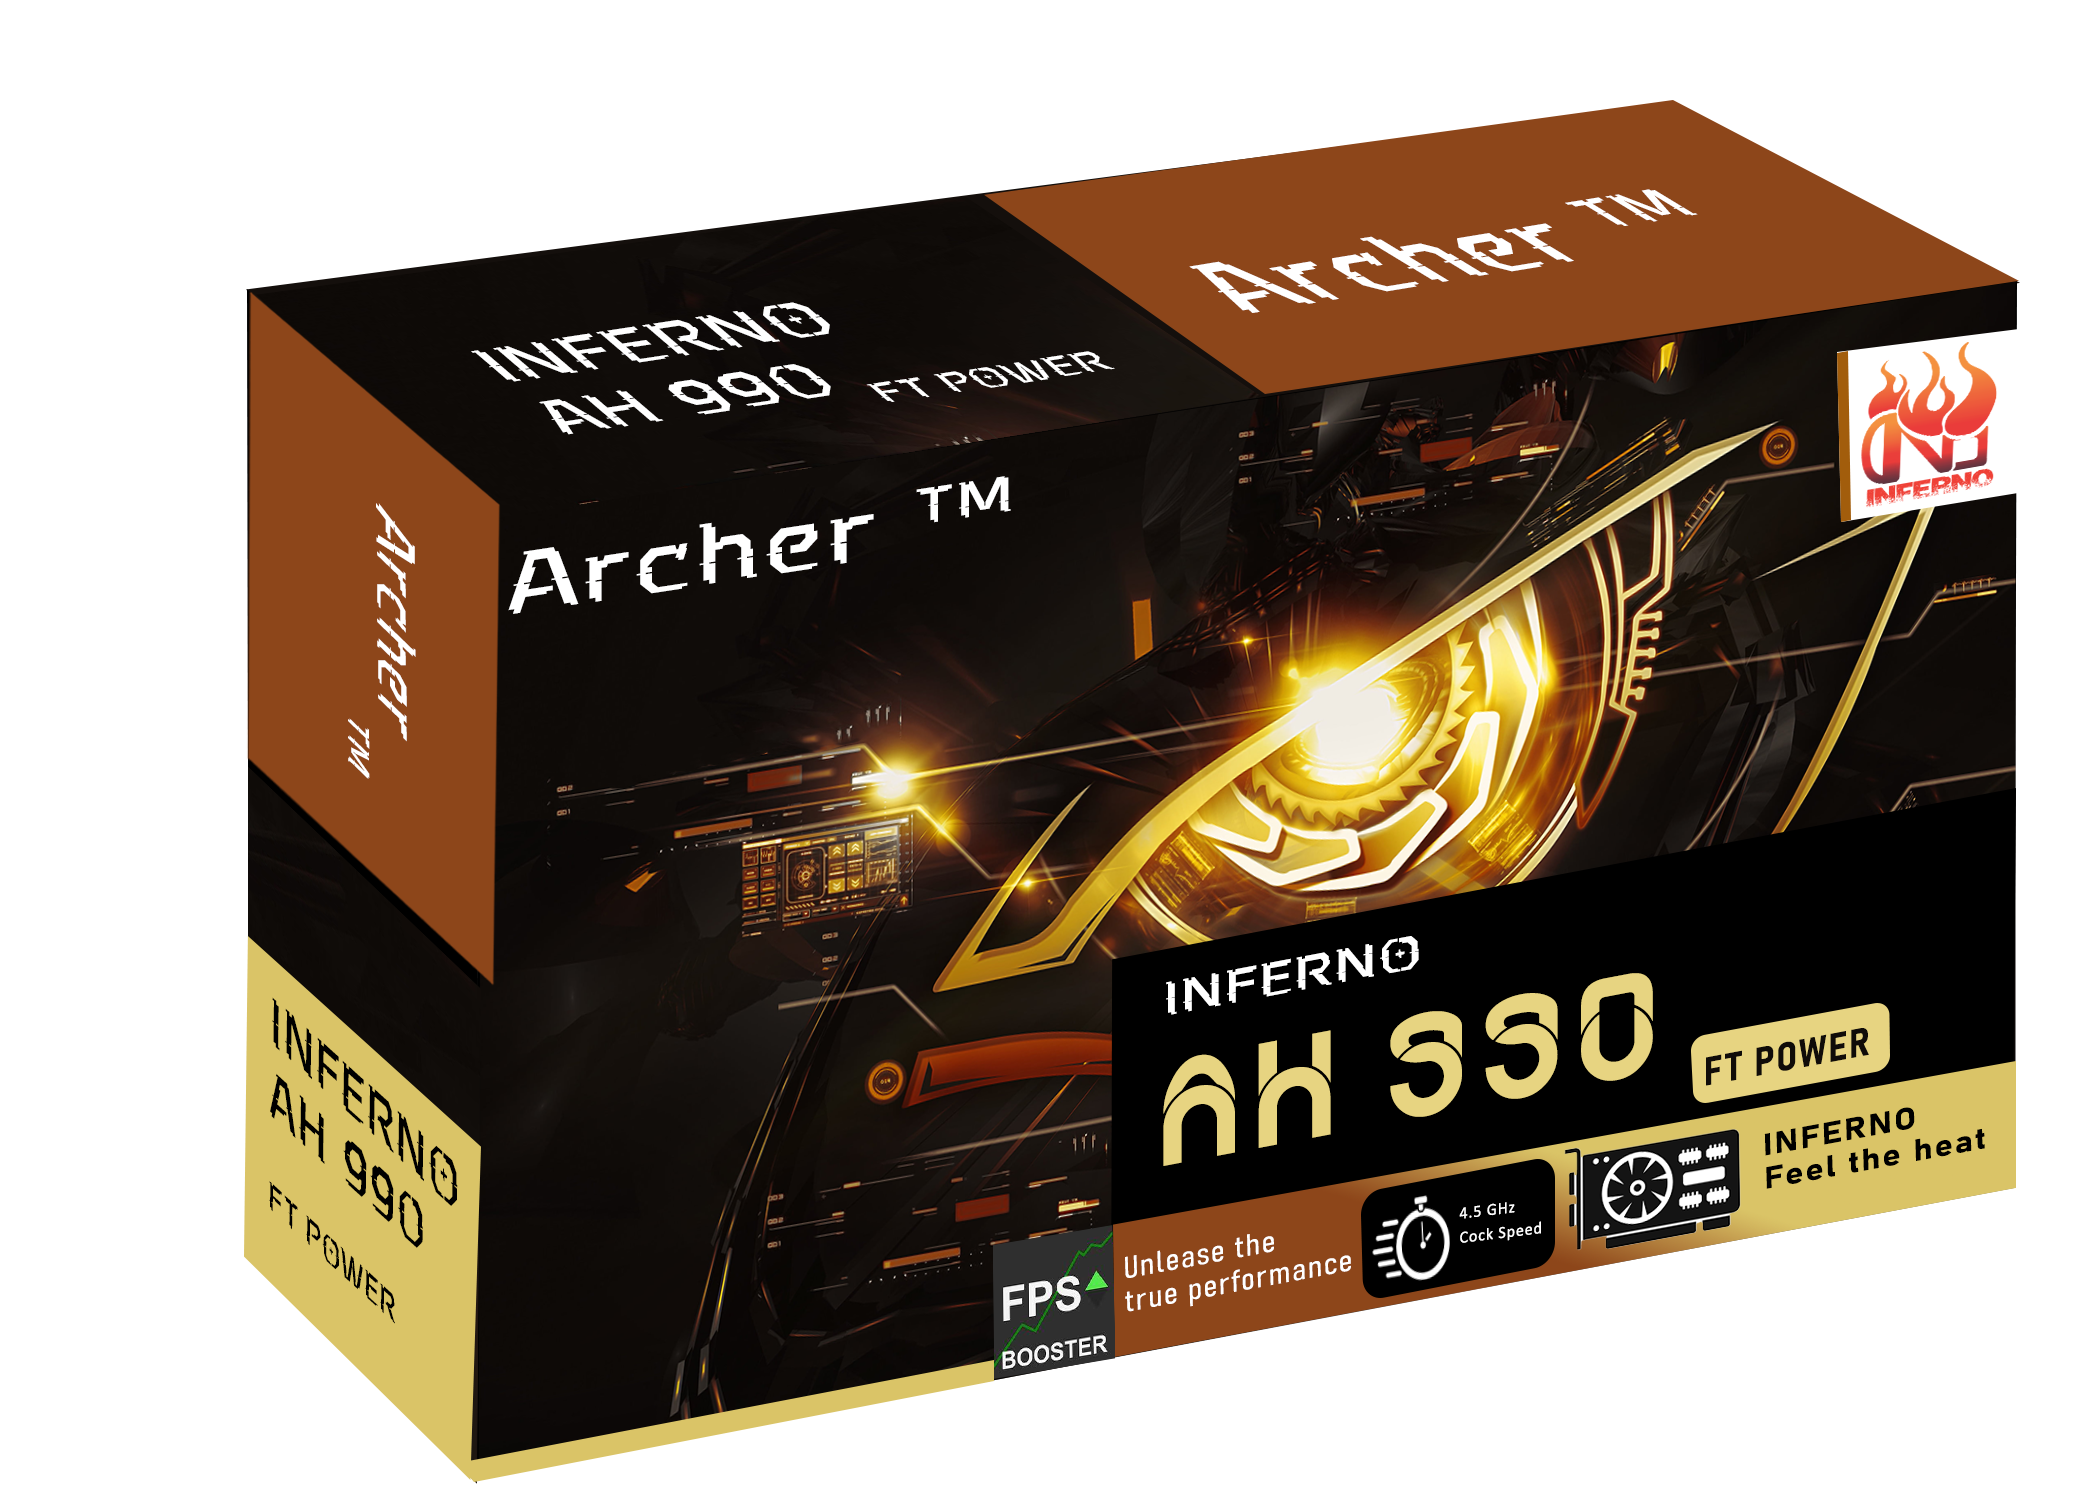 Archer TM
INFERNO
AH 990 FT POWER
Archer TM
Archer TM
INFERNO
INFERNO
AH 990
FT POWER
INFERNO
AH 990
FT POWER
INFERNO
Feel the heat
4.5 GHz
Cock Speed
Unlease the
true performance
FPS
BOOSTER